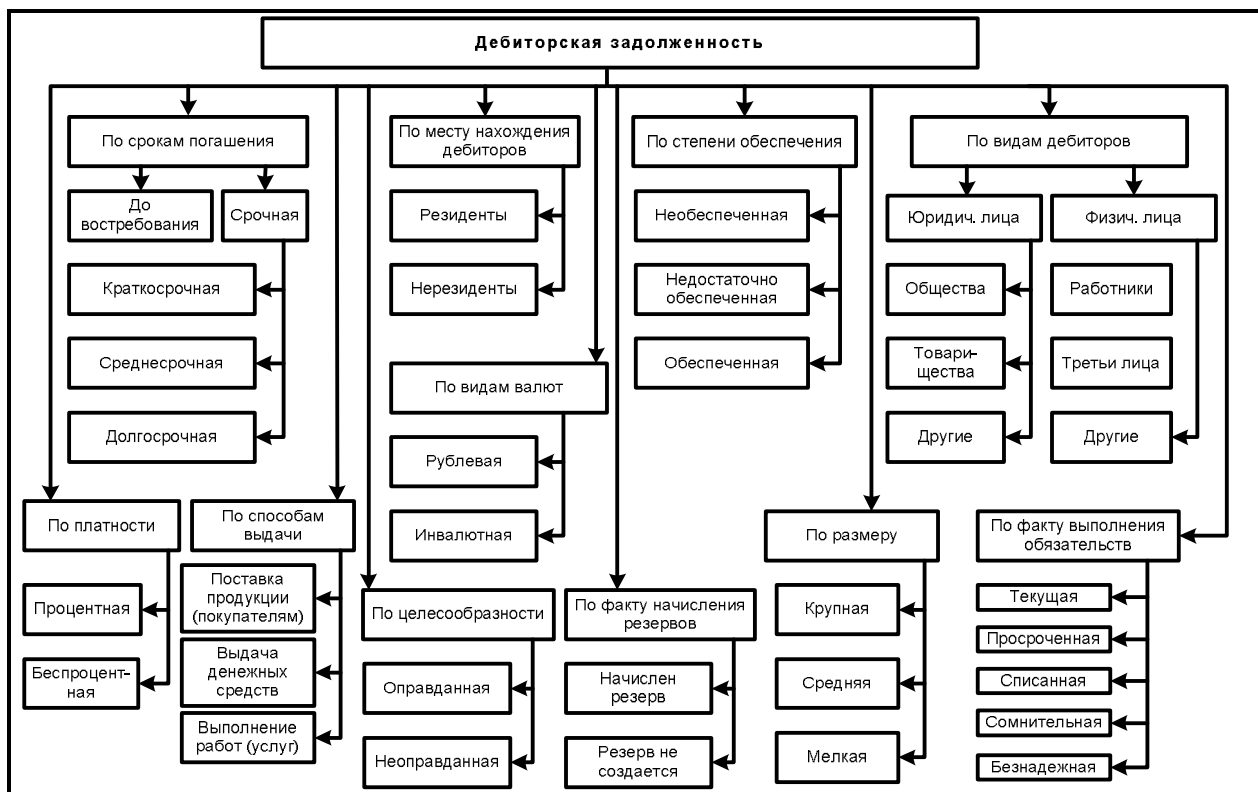 Дебиторская задолженность
По срокам погашения
До
востребования
Срочная
Краткосрочная
Среднесрочная
Долгосрочная
По месту нахождения
дебиторов
Резиденты
Нерезиденты
По видам валют
Рублевая
Инвалютная
По степени обеспечения
Необеспеченная
Недостаточно
обеспеченная
Обеспеченная
По видам дебиторов
Юридич. лица
Общества
Товари-
щества
Другие
Физич. лица
Работники
Третьи лица
Другие
По платности
Процентная
Беспроцент-
ная
По способам
выдачи
Поставка
продукции
(покупателям)
Выдача
денежных
средств
Выполнение
работ (услуг)
По целесообразности
Оправданная
Неоправданная
По факту начисления
резервов
Начислен
резерв
Резерв не
создается
По размеру
Крупная
Средняя
Мелкая
По факту выполнения
обязательств
Текущая
Просроченная
Списанная
Сомнительная
Безнадежная